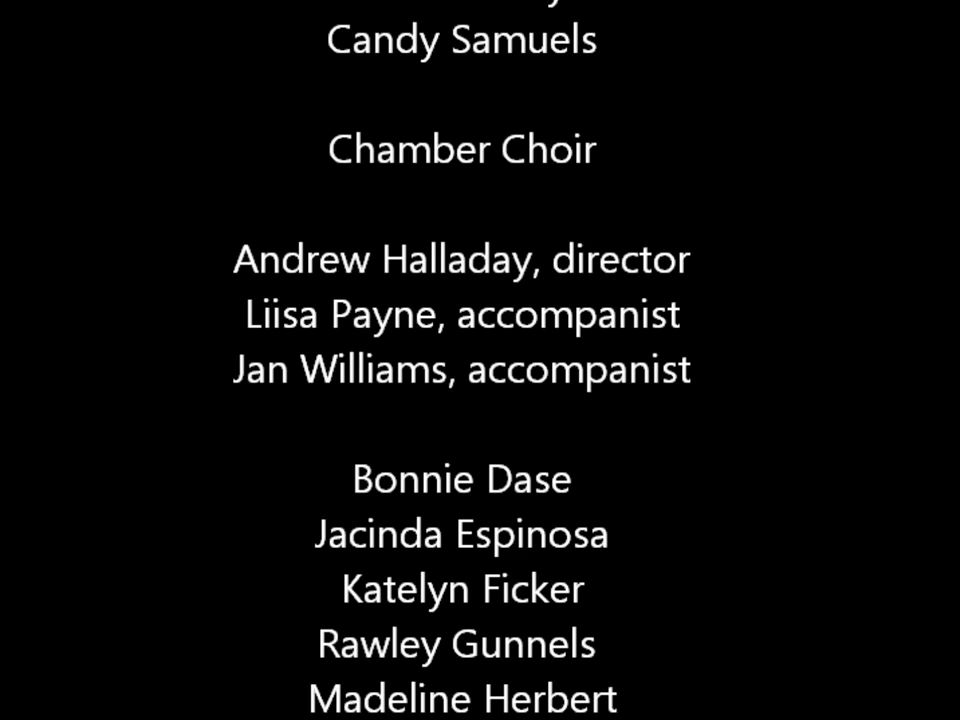 Candy Samuels
Chamber Choir
Andrew Halladay, director
Liisa Payne, accompanist
Jan Williams, accompanist
Bonnie Dase
Jacinda Espinosa
Katelyn Ficker
Rawley Gunnels
Madeline Herbert